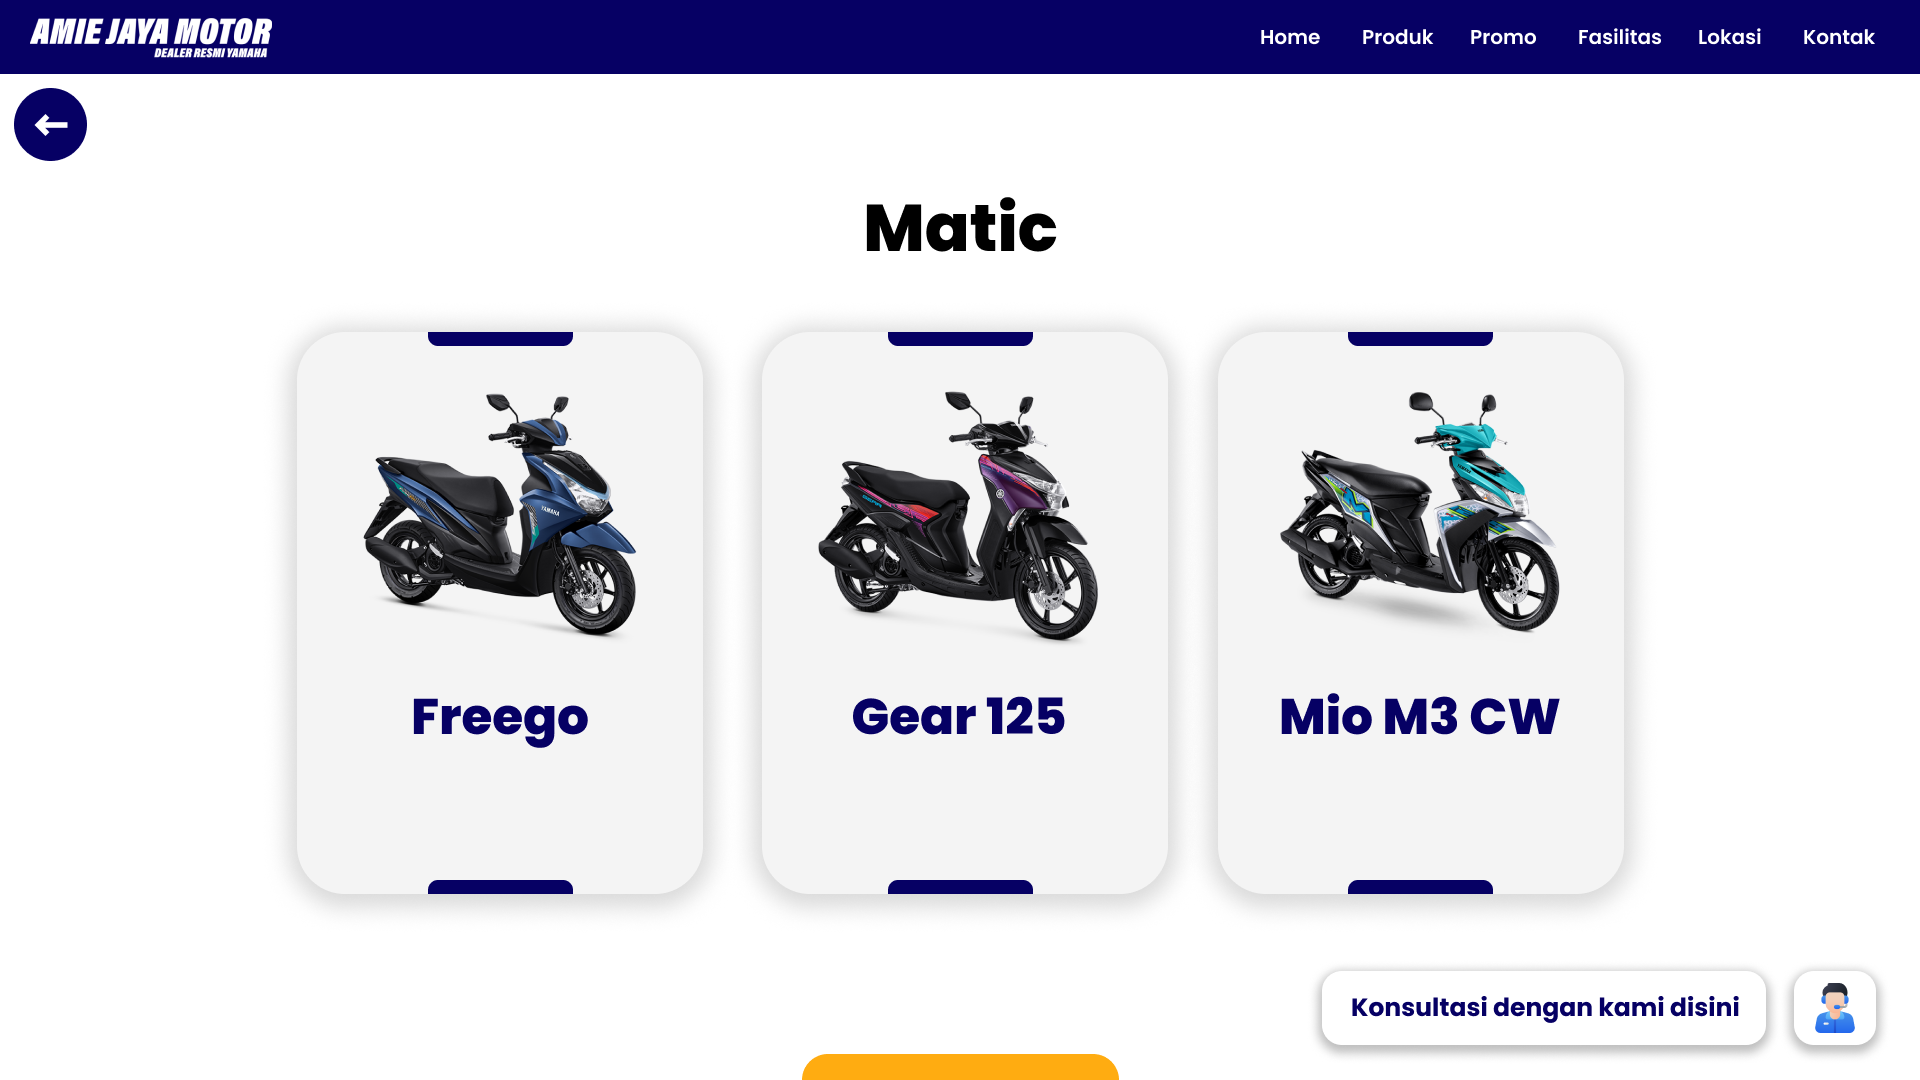 AMIE JAYA MOTOR
DEALER RESMI YAMAHA
Home
Produk
Promo
Fasilitas
Lokasi
Kontak
Matic
YAMAHA
Freego
Gear 125
Mio M3 CW
Konsultasi dengan kami disini